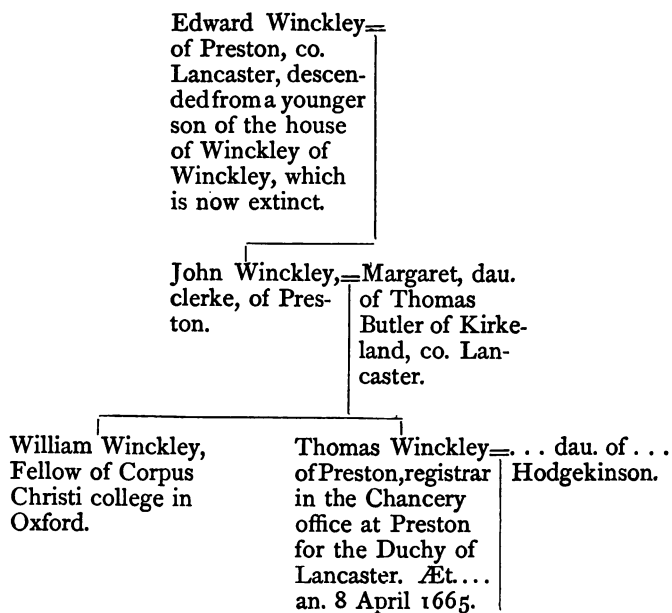 Edward Winckley=
of Preston, co.
Lancaster, descen-
ded from a younger
son of the house
of Winckley of
Winckley, which
is now extinct.
John Winckley,=
clerke, of Pres-
ton.
Margaret, dau.
of Thomas
Butler of Kirke-
land, co. Lan-
caster.
William Winckley,
Fellow of Corpus
Christi college in
Oxford.
Thomas Winckley=
of Preston, registrar
in the Chancery
office at Preston
for the Duchy of
Lancaster. Æt....
an. 8 April 1665.
... dau. of ...
Hodgekinson.